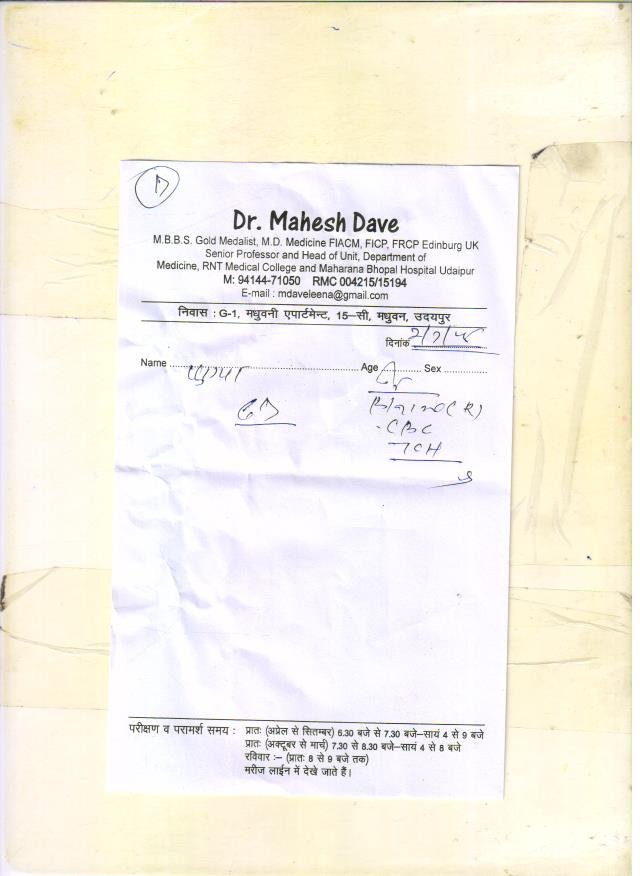 Dr. Mahesh Dave
M.B.B.S. Gold Medalist, M.D. Medicine FIACM, FICP, FRCP Edinburg UK
Senior Professor and Head of Unit, Department of
Medicine, RNT Medical College and Maharana Bhopal Hospital Udaipur
M: 94144-71050 RMC 004215/15194
E-mail : mdaveleena@gmail.com
निवास : G-1, मधुवनी एपार्टमेन्ट, 15–सी, मधुवन, उदयपुर
दिनांक
Name ........ Age ........ Sex ........
CBC
परीक्षण व परामर्श समय : प्रातः (अप्रेल से सितम्बर) 6.30 बजे से 7.30 बजे–सायं 4 से 9 बजे
प्रातः (अक्टूबर से मार्च) 7.30 से 8.30 बजे–सायं 4 से 8 बजे
रविवार :– (प्रातः 8 से 9 बजे तक)
मरीज लाईन में देखे जाते हैं।